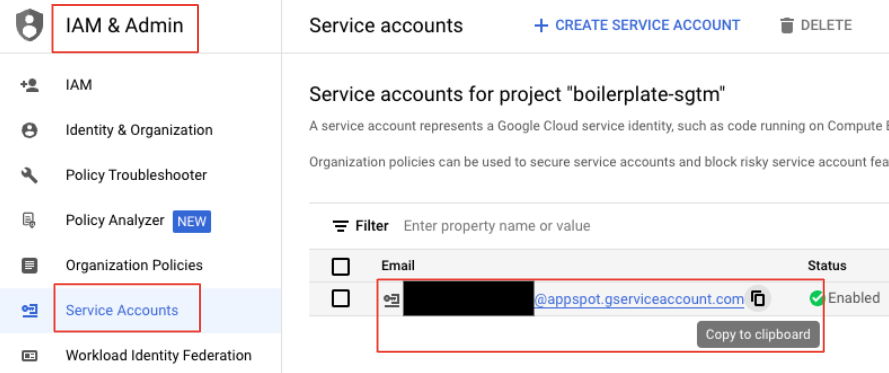 IAM & Admin
Service accounts
+ CREATE SERVICE ACCOUNT
DELETE
IAM
Identity & Organization
Policy Troubleshooter
Policy Analyzer NEW
Organization Policies
Service Accounts
Workload Identity Federation
Service accounts for project "boilerplate-sgtm"
A service account represents a Google Cloud service identity, such as code running on Compute
Organization policies can be used to secure service accounts and block risky service account
Filter Enter property name or value
Email Status
@appspot.gserviceaccount.com Enabled
Copy to clipboard